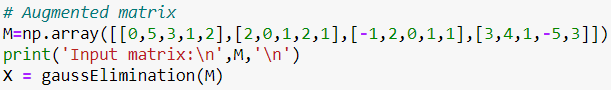 # Augmented matrix
M=np.array([[0,5,3,1,2],[2,0,1,2,1],[-1,2,0,1,1],[3,4,1,-5,3]])
print('Input matrix:\n',M,'\n')
X = gaussElimination(M)